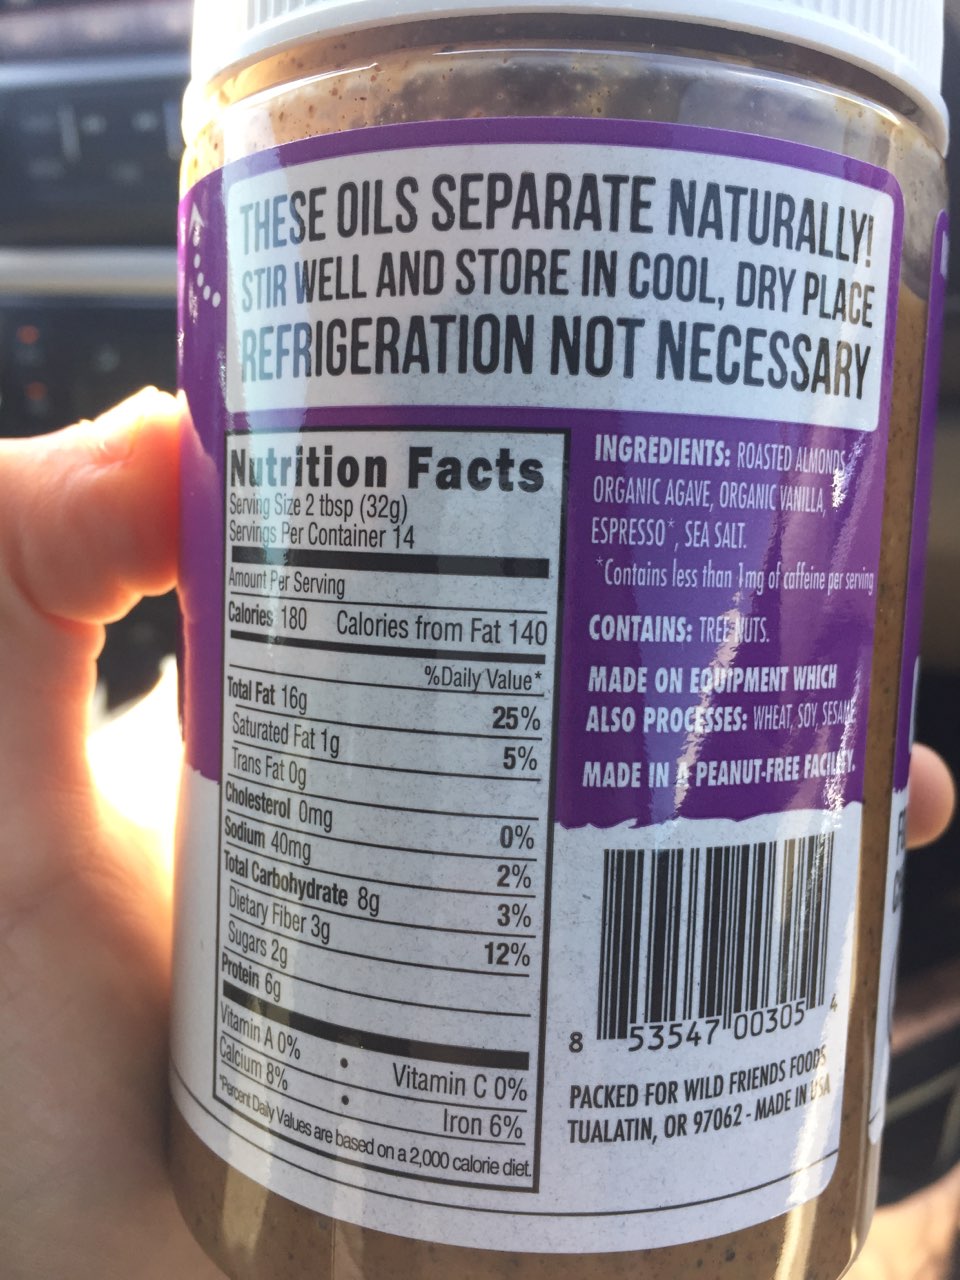 THESE OILS SEPARATE NATURALLY!
STIR WELL AND STORE IN COOL, DRY PLACE
REFRIGERATION NOT NECESSARY
Nutrition Facts
Serving Size 2 tbsp (32g)
Servings Per Container 14
Amount Per Serving
Calories 180 Calories from Fat 140
%Daily Value*
Total Fat 16g 25%
Saturated Fat 1g 5%
Trans Fat 0g
Cholesterol 0mg 0%
Sodium 40mg 2%
Total Carbohydrate 8g 3%
Dietary Fiber 3g 12%
Sugars 2g
Protein 6g
Vitamin A 0% • Vitamin C 0%
Calcium 8% • Iron 6%
*Percent Daily Values are based on a 2,000 calorie diet.
INGREDIENTS: ROASTED ALMONDS,
ORGANIC AGAVE, ORGANIC VANILLA,
ESPRESSO*, SEA SALT.
*Contains less than 1mg of caffeine per serving
CONTAINS: TREE NUTS.
MADE ON EQUIPMENT WHICH
ALSO PROCESSES: WHEAT, SOY, SESAME
MADE IN A PEANUT-FREE FACILITY.
8 53547 00305 4
PACKED FOR WILD FRIENDS FOODS
TUALATIN, OR 97062 - MADE IN USA